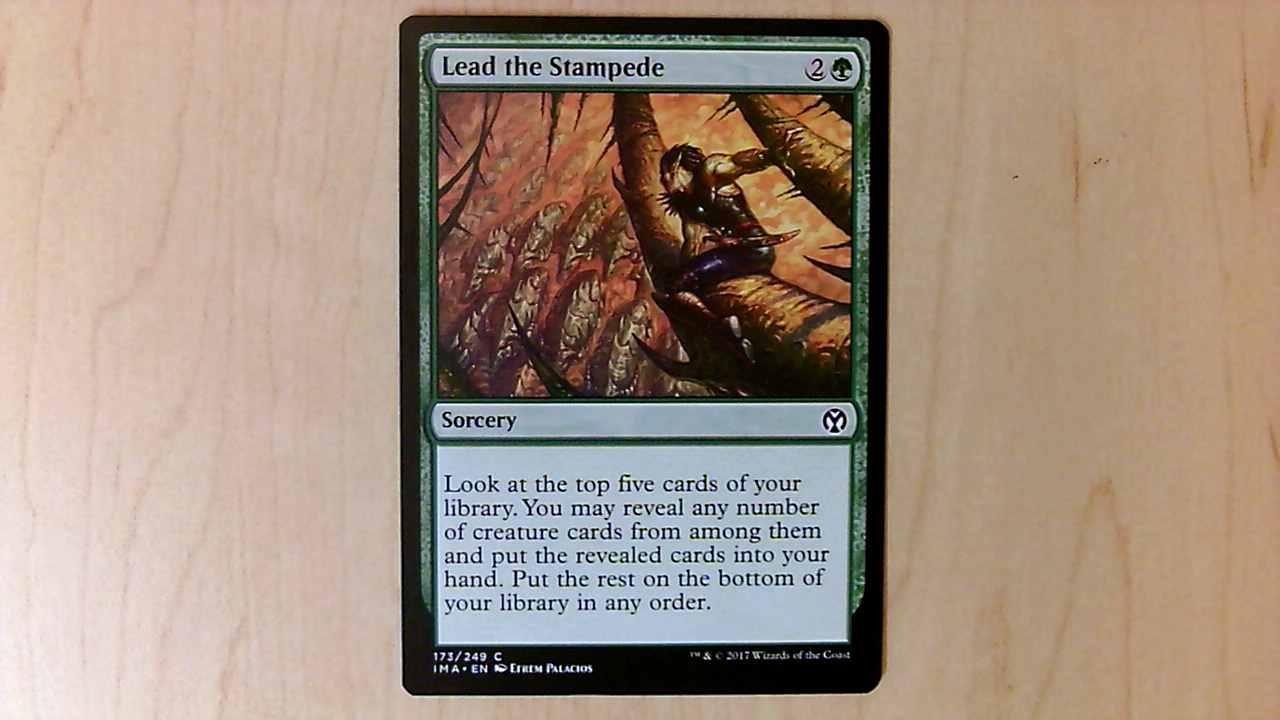 Lead the Stampede 2
Sorcery
Look at the top five cards of your
library. You may reveal any number
of creature cards from among them
and put the revealed cards into your
hand. Put the rest on the bottom of
your library in any order.
173/249 C
™ & © 2017 Wizards of the Coast
IMA • EN Efrem Palacios